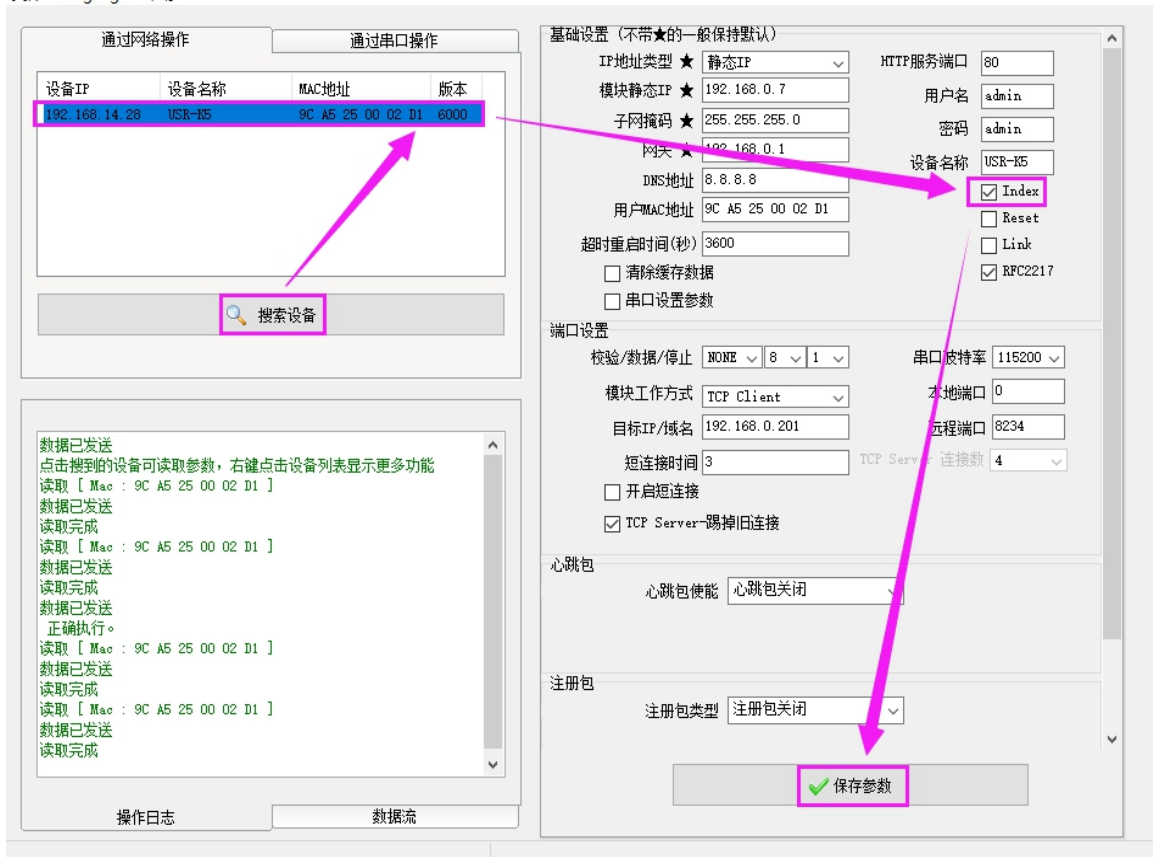 通过网络操作
通过串口操作
设备IP 设备名称 MAC地址 版本
192.168.14.28 USR-K5 9C A5 25 00 02 D1 6000
搜索设备
数据已发送
点击搜到的设备可读取参数，右键点击设备列表显示更多功能
读取 [ Mac : 9C A5 25 00 02 D1 ]
数据已发送
读取完成
读取 [ Mac : 9C A5 25 00 02 D1 ]
数据已发送
读取完成
数据已发送
正确执行。
读取 [ Mac : 9C A5 25 00 02 D1 ]
数据已发送
读取完成
读取 [ Mac : 9C A5 25 00 02 D1 ]
数据已发送
读取完成
操作日志
数据流
基础设置（不带★的一般保持默认）
IP地址类型 ★ 静态IP HTTP服务端口 80
模块静态IP ★ 192.168.0.7 用户名 admin
子网掩码 ★ 255.255.255.0 密码 admin
网关 ★ 192.168.0.1 设备名称 USR-K5
DNS地址 8.8.8.8 Index
用户MAC地址 9C A5 25 00 02 D1 Reset
超时重启时间(秒) 3600 Link
清除缓存数据 RFC2217
串口设置参数
端口设置
校验/数据/停止 NONE 8 1 串口波特率 115200
模块工作方式 TCP Client 本地端口 0
目标IP/域名 192.168.0.201 远程端口 8234
短连接时间 3 TCP Server 连接数 4
开启短连接
TCP Server-踢掉旧连接
心跳包
心跳包使能 心跳包关闭
注册包
注册包类型 注册包关闭
保存参数